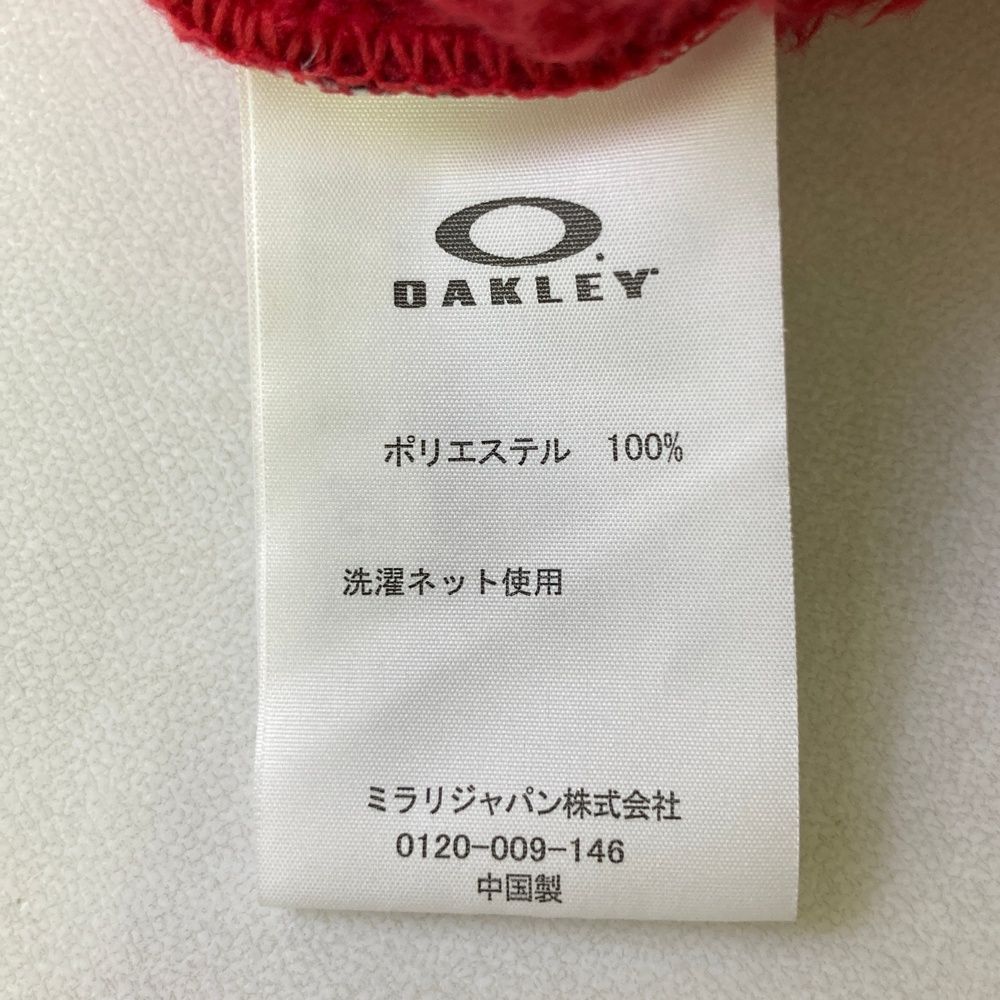 OAKLEY
ポリエステル　100%
洗濯ネット使用
ミラリジャパン株式会社
0120-009-146
中国製